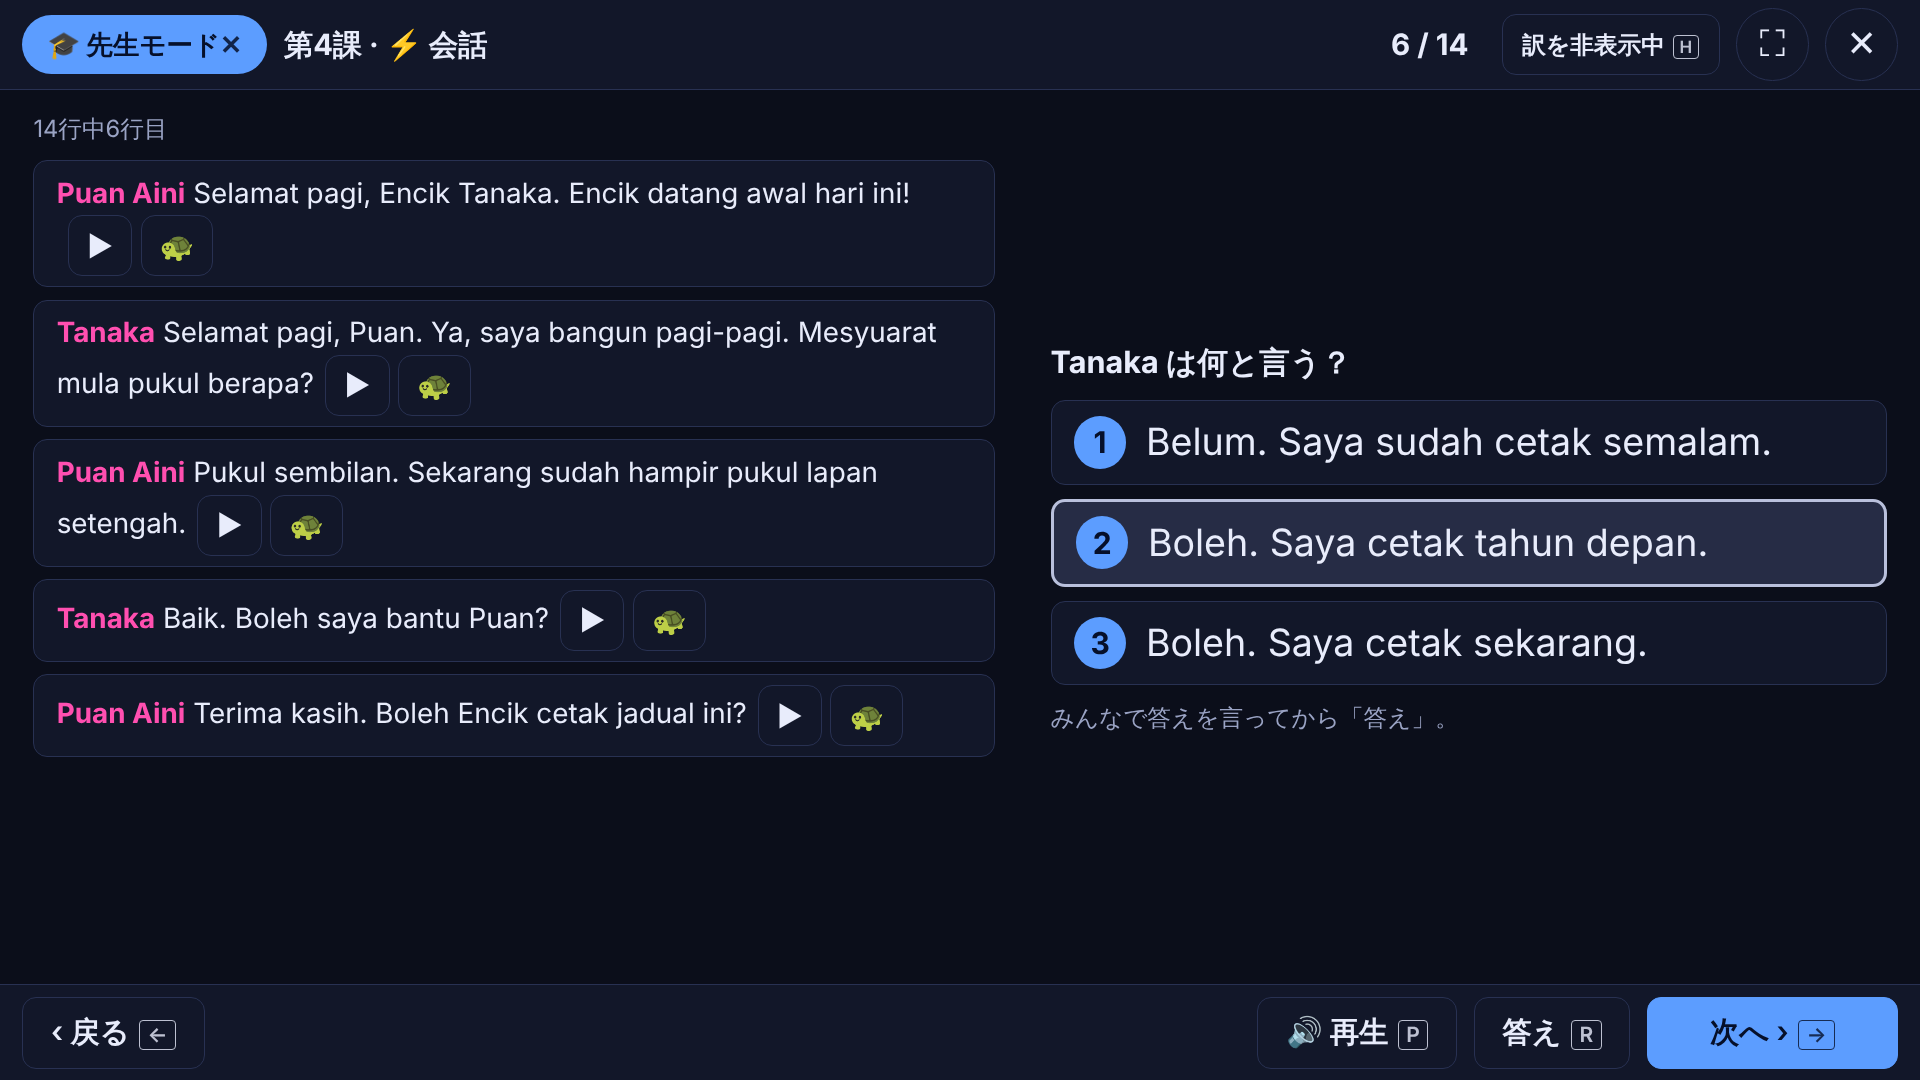 🎓 先生モード✕
第4課 · ⚡ 会話
6 / 14
訳を非表示中 H
✕
14行中6行目
Puan Aini Selamat pagi, Encik Tanaka. Encik datang awal hari ini!
Tanaka Selamat pagi, Puan. Ya, saya bangun pagi-pagi. Mesyuarat
mula pukul berapa?
Puan Aini Pukul sembilan. Sekarang sudah hampir pukul lapan
setengah.
Tanaka Baik. Boleh saya bantu Puan?
Puan Aini Terima kasih. Boleh Encik cetak jadual ini?
Tanaka は何と言う？
1 Belum. Saya sudah cetak semalam.
2 Boleh. Saya cetak tahun depan.
3 Boleh. Saya cetak sekarang.
みんなで答えを言ってから「答え」。
‹ 戻る ←
🔊 再生 P
答え R
次へ › →